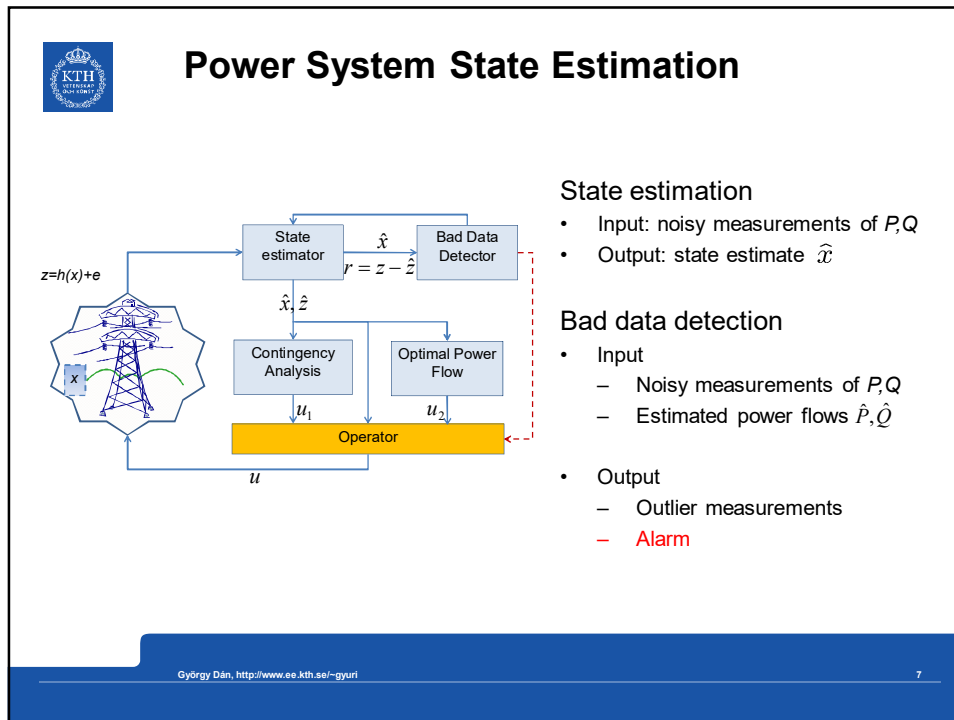 KTH
VETENSKAP
OCH KONST
Power System State Estimation
z=h(x)+e
State
estimator
x̂
r = z − ẑ
Bad Data
Detector
x̂, ẑ
Contingency
Analysis
Optimal Power
Flow
x
u₁
u₂
Operator
u
State estimation
• Input: noisy measurements of P,Q
• Output: state estimate x̂
Bad data detection
• Input
– Noisy measurements of P,Q
– Estimated power flows P̂,Q̂
• Output
– Outlier measurements
– Alarm
György Dán, http://www.ee.kth.se/~gyuri
7